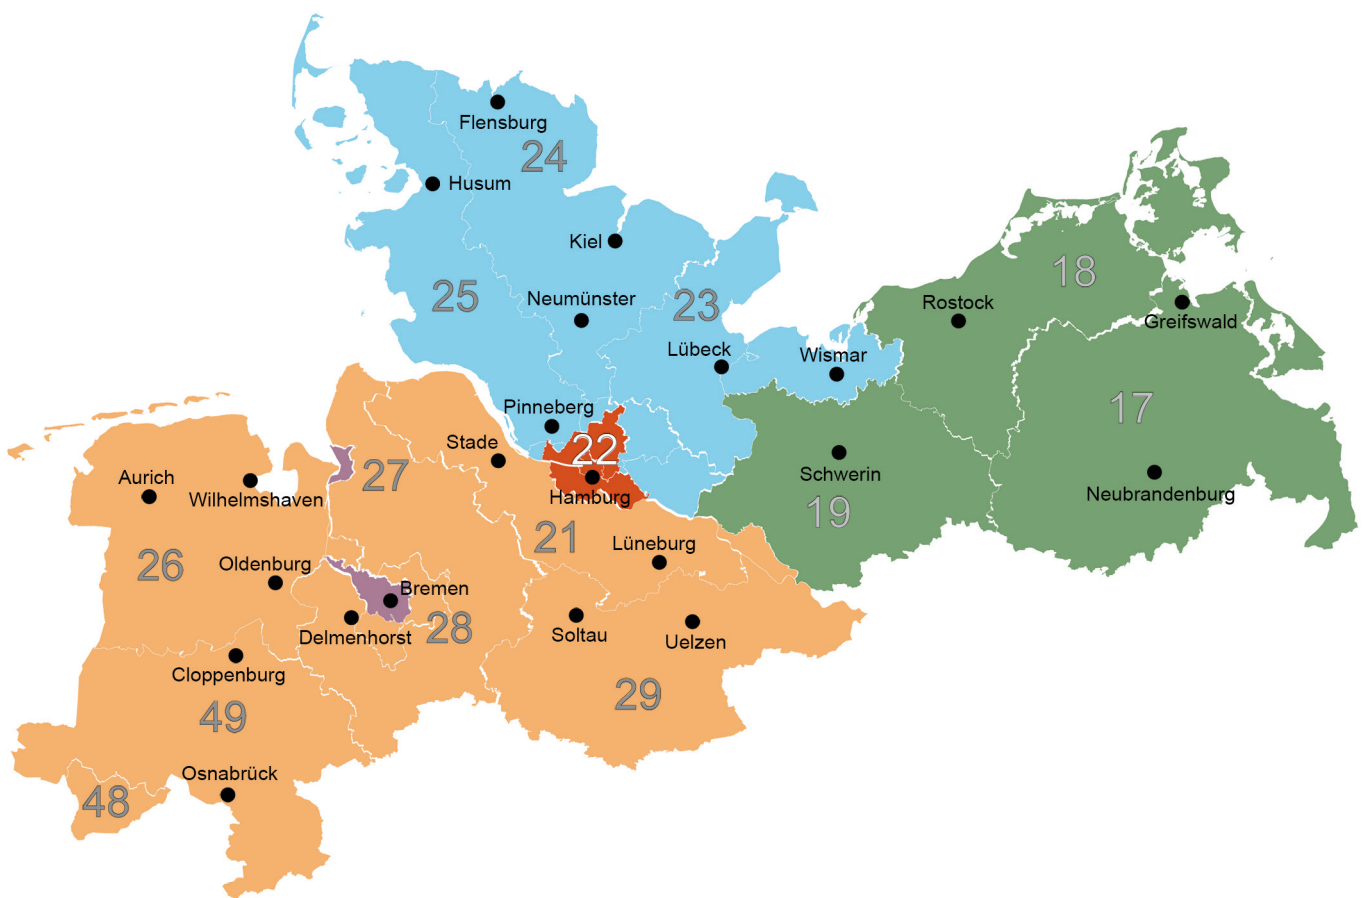 Flensburg
24
Husum
Kiel
25
Neumünster
23
18
Rostock
Greifswald
Lübeck
Wismar
Pinneberg
17
Stade
22
Schwerin
Aurich
27
Wilhelmshaven
Hamburg
Neubrandenburg
19
21
Lüneburg
26
Oldenburg
Bremen
Delmenhorst
28
Soltau
Uelzen
Cloppenburg
29
49
Osnabrück
48